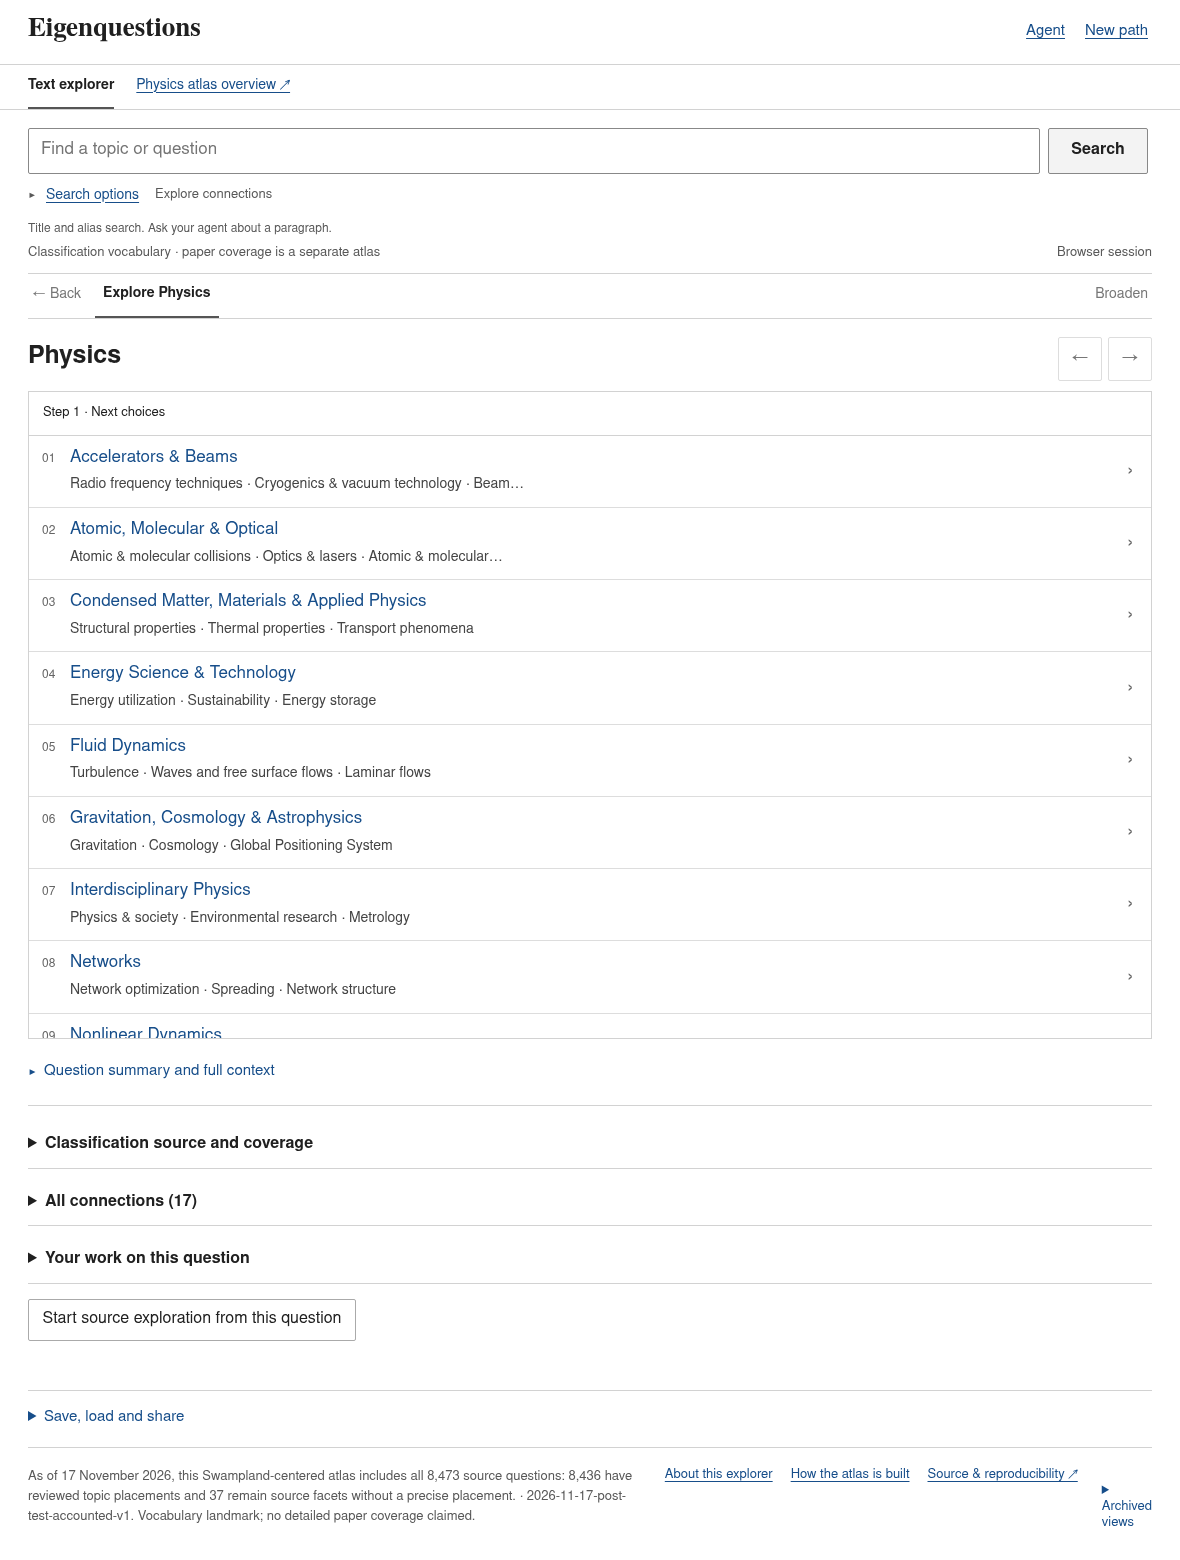 Eigenquestions
Agent New path
Text explorer Physics atlas overview ↗
Find a topic or question Search
▸ Search options Explore connections
Title and alias search. Ask your agent about a paragraph.
Classification vocabulary · paper coverage is a separate atlas Browser session
← Back Explore Physics Broaden
Physics ← →
Step 1 · Next choices
01 Accelerators & Beams
Radio frequency techniques · Cryogenics & vacuum technology · Beam… ›
02 Atomic, Molecular & Optical
Atomic & molecular collisions · Optics & lasers · Atomic & molecular… ›
03 Condensed Matter, Materials & Applied Physics
Structural properties · Thermal properties · Transport phenomena ›
04 Energy Science & Technology
Energy utilization · Sustainability · Energy storage ›
05 Fluid Dynamics
Turbulence · Waves and free surface flows · Laminar flows ›
06 Gravitation, Cosmology & Astrophysics
Gravitation · Cosmology · Global Positioning System ›
07 Interdisciplinary Physics
Physics & society · Environmental research · Metrology ›
08 Networks
Network optimization · Spreading · Network structure ›
09 Nonlinear Dynamics
▸ Question summary and full context
▶ Classification source and coverage
▶ All connections (17)
▶ Your work on this question
Start source exploration from this question
▶ Save, load and share
As of 17 November 2026, this Swampland-centered atlas includes all 8,473 source questions: 8,436 have
reviewed topic placements and 37 remain source facets without a precise placement. · 2026-11-17-post-
test-accounted-v1. Vocabulary landmark; no detailed paper coverage claimed.
About this explorer How the atlas is built Source & reproducibility ↗
▶
Archived
views